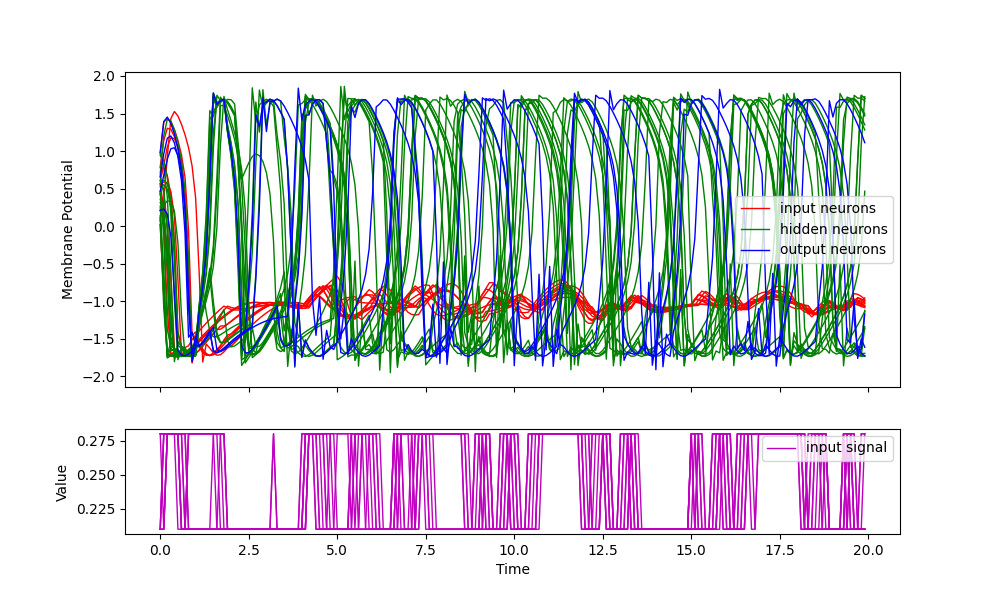 2.0
1.5
1.0
0.5
0.0
−0.5
−1.0
−1.5
−2.0
Membrane Potential
input neurons
hidden neurons
output neurons
0.275
0.250
0.225
Value
input signal
0.0 2.5 5.0 7.5 10.0 12.5 15.0 17.5 20.0
Time